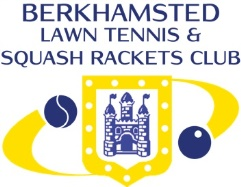 BERKHAMSTED
LAWN TENNIS &
SQUASH RACKETS CLUB